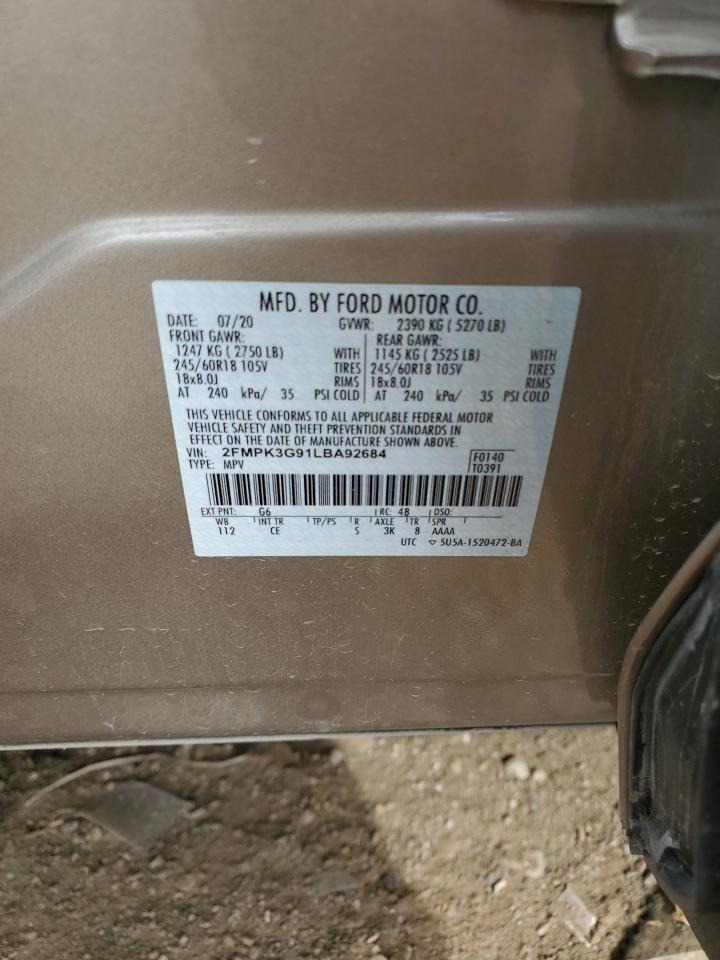 MFD. BY FORD MOTOR CO.
DATE: 07/20 GVWR: 2390 KG ( 5270 LB)
FRONT GAWR: REAR GAWR:
1247 KG ( 2750 LB) WITH 1145 KG ( 2525 LB) WITH
245/60R18 105V TIRES 245/60R18 105V TIRES
18x8.0J RIMS 18x8.0J RIMS
AT 240 kPa/ 35 PSI COLD AT 240 kPa/ 35 PSI COLD
THIS VEHICLE CONFORMS TO ALL APPLICABLE FEDERAL MOTOR
VEHICLE SAFETY AND THEFT PREVENTION STANDARDS IN
EFFECT ON THE DATE OF MANUFACTURE SHOWN ABOVE.
VIN: 2FMPK3G91LBA92684 F0140
TYPE: MPV T0391
EXT PNT: G6 RC: 48 DSO:
WB INT TR TP/PS R AXLE TR SPR
112 CE S 3K 8 AAAA
UTC ▽ 5U5A-1520472-BA